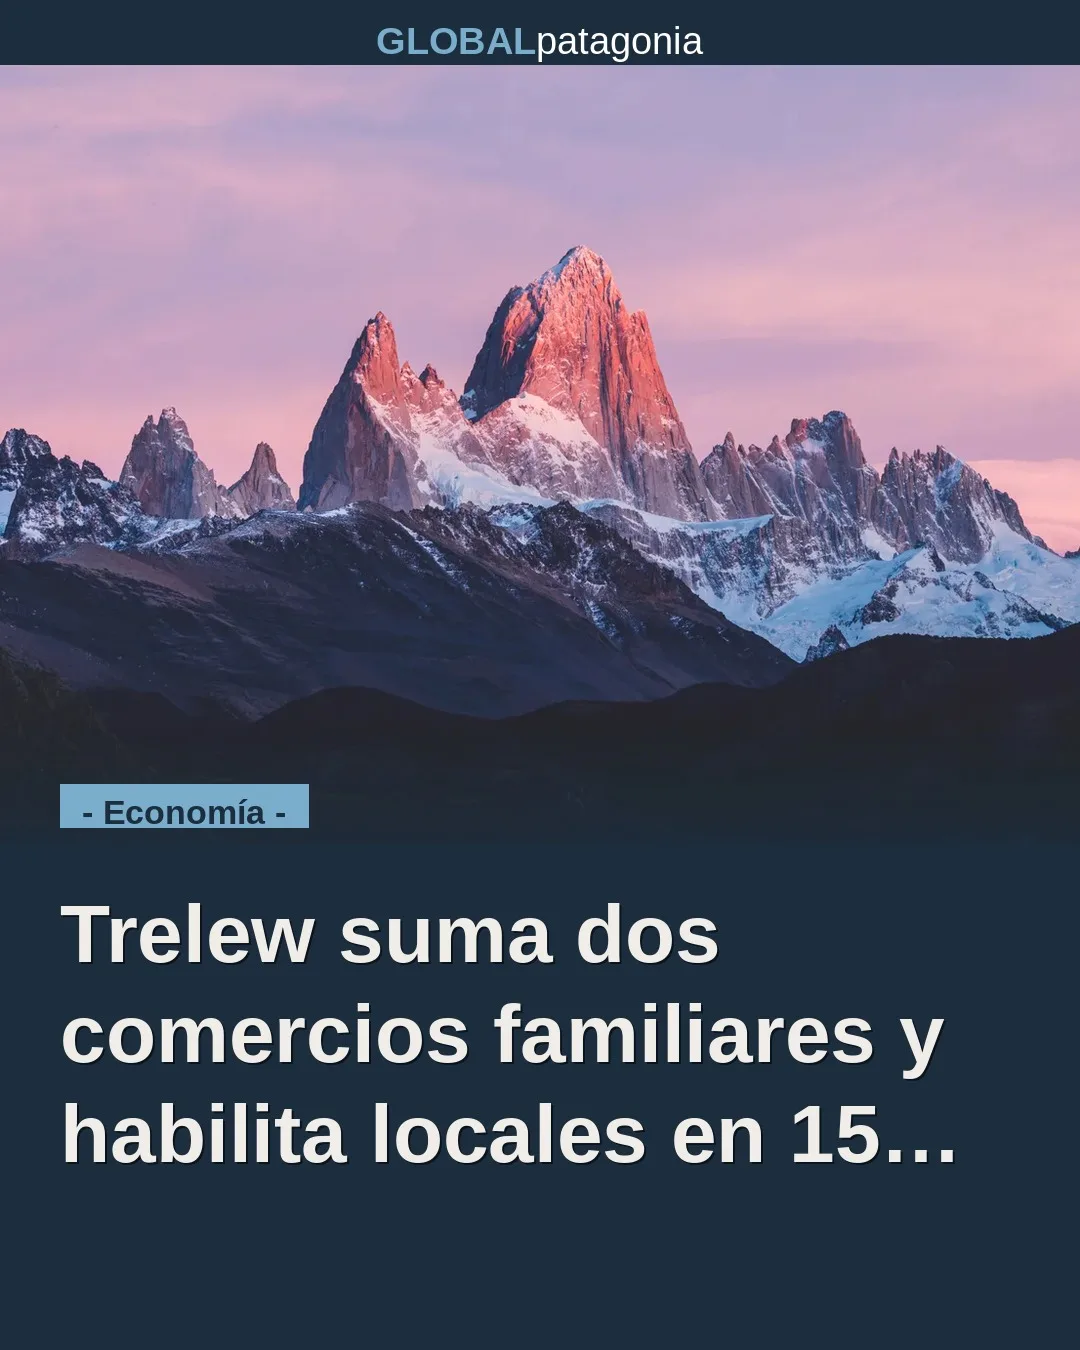 GLOBALpatagonia
- Economía -
Trelew suma dos
comercios familiares y
habilita locales en 15...